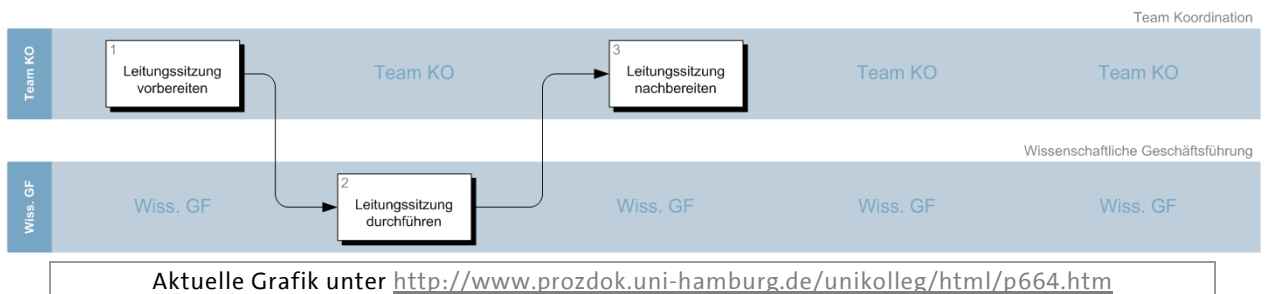 Team Koordination
Team KO
1
Leitungssitzung
vorbereiten
Team KO
3
Leitungssitzung
nachbereiten
Team KO
Team KO
Wissenschaftliche Geschäftsführung
Wiss. GF
Wiss. GF
2
Leitungssitzung
durchführen
Wiss. GF
Wiss. GF
Wiss. GF
Aktuelle Grafik unter http://www.prozdok.uni-hamburg.de/unikolleg/html/p664.htm